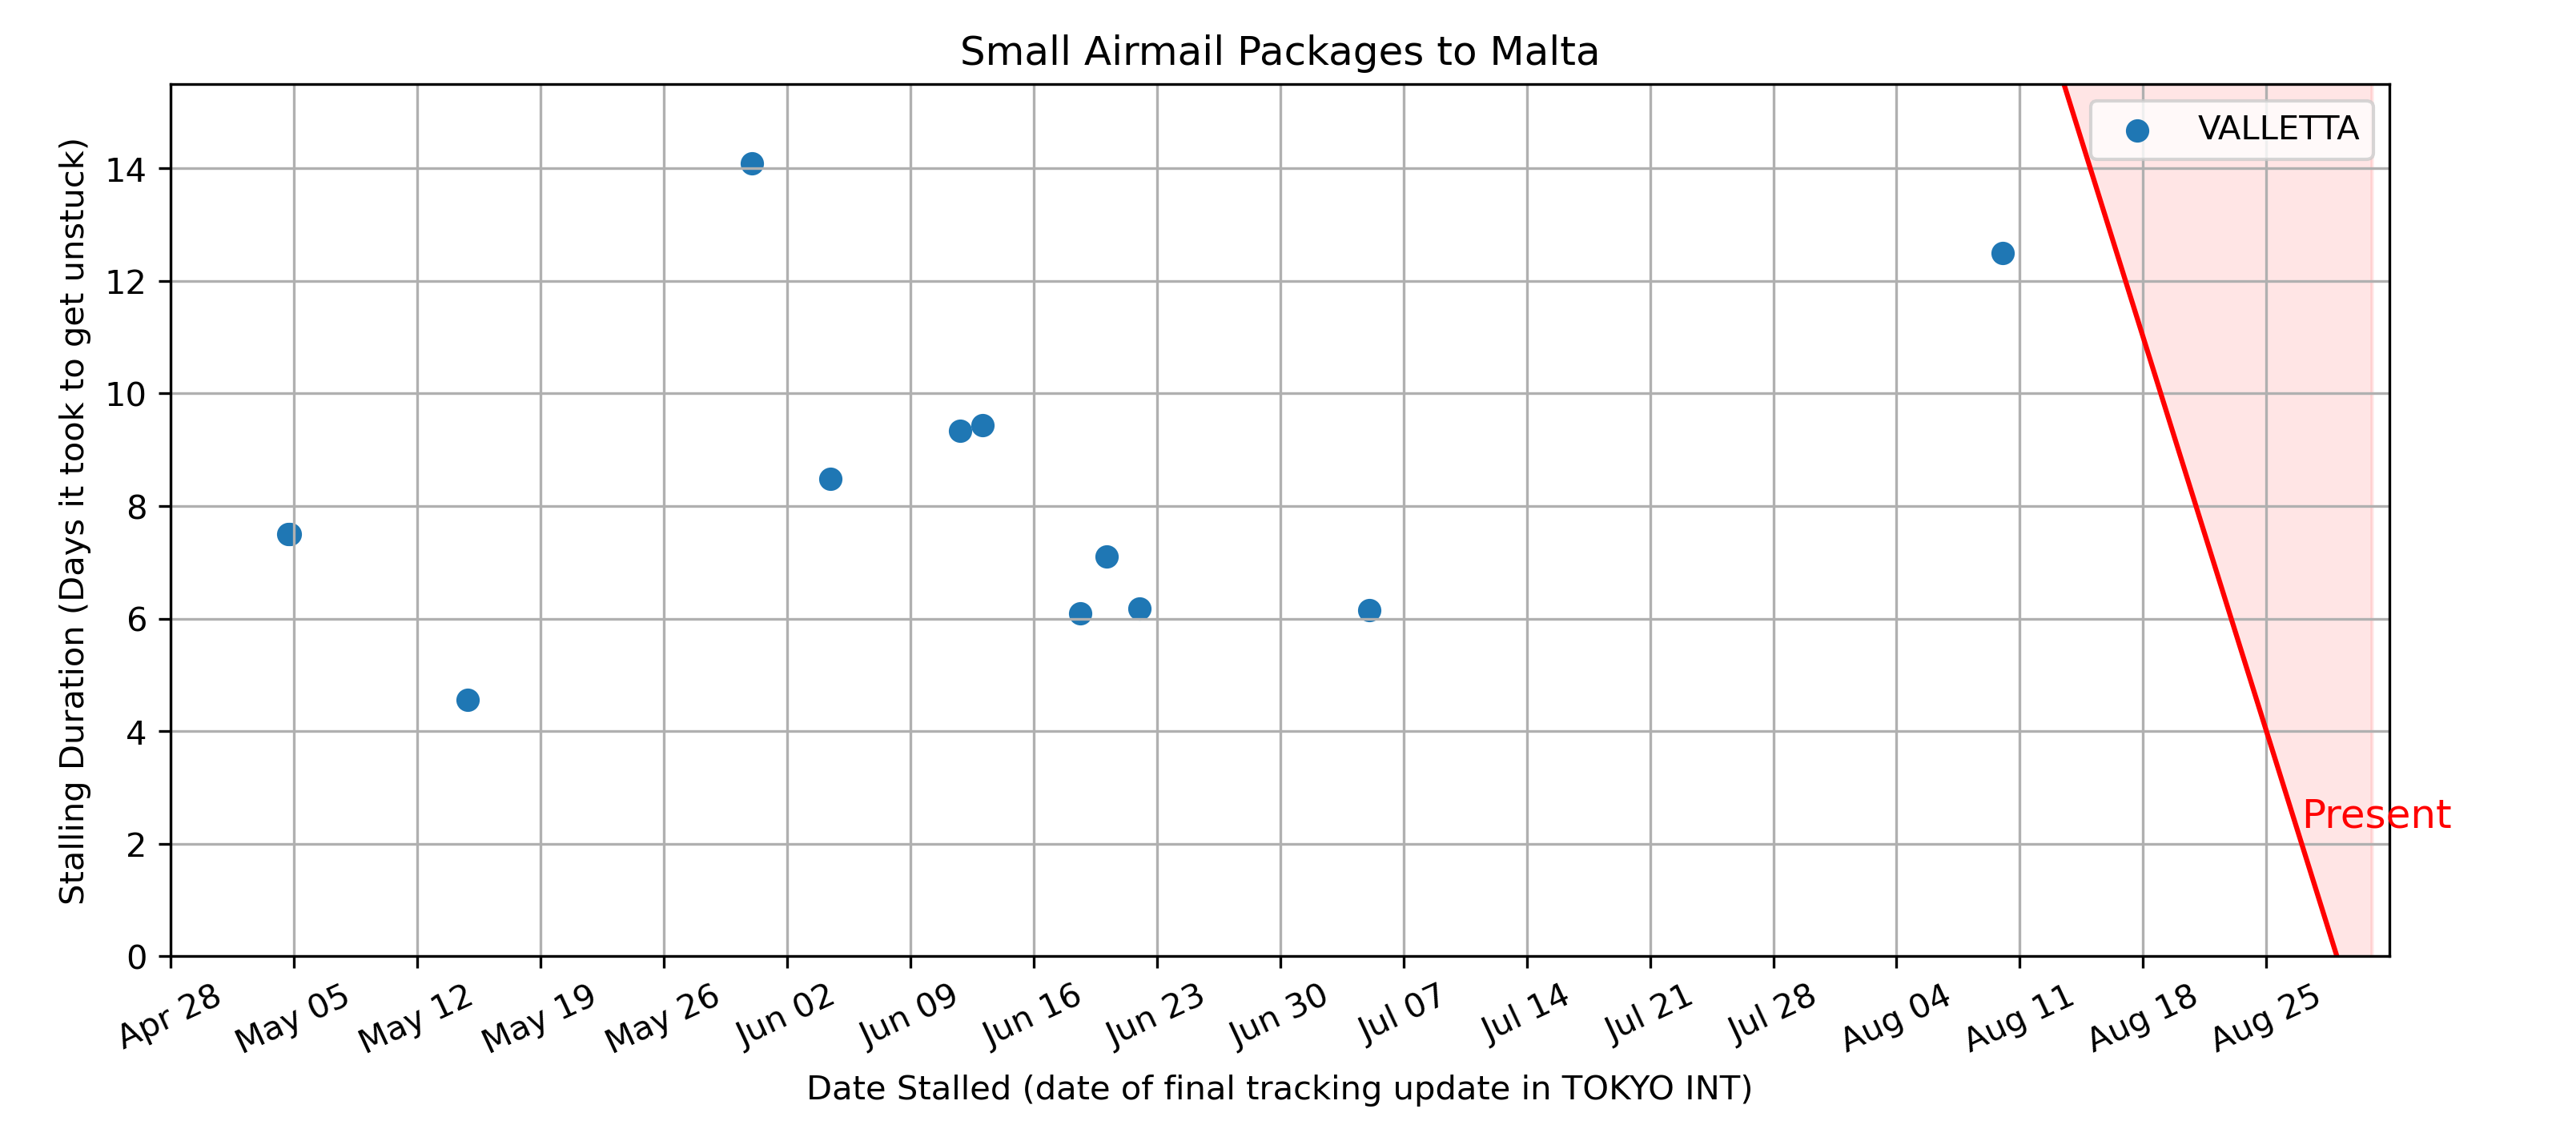 Small Airmail Packages to Malta
VALLETTA
Stalling Duration (Days it took to get unstuck)
14
12
10
8
6
4
2
0
Present
Apr 28
May 05
May 12
May 19
May 26
Jun 02
Jun 09
Jun 16
Jun 23
Jun 30
Jul 07
Jul 14
Jul 21
Jul 28
Aug 04
Aug 11
Aug 18
Aug 25
Date Stalled (date of final tracking update in TOKYO INT)